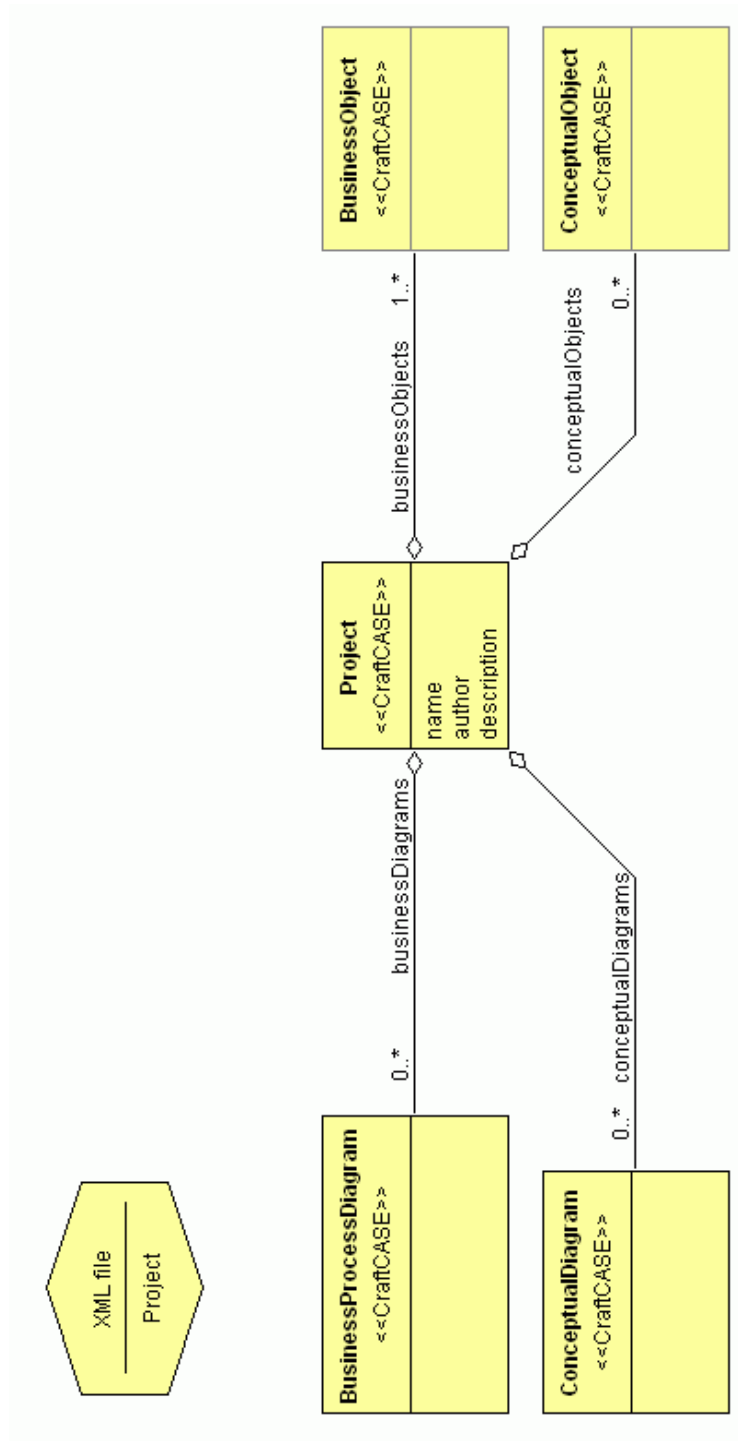 XML file
Project
BusinessProcessDiagram
<<CraftCASE>>
0..*
businessDiagrams
Project
<<CraftCASE>>
name
author
description
businessObjects
1..*
BusinessObject
<<CraftCASE>>
ConceptualDiagram
<<CraftCASE>>
0..*
conceptualDiagrams
conceptualObjects
0..*
ConceptualObject
<<CraftCASE>>